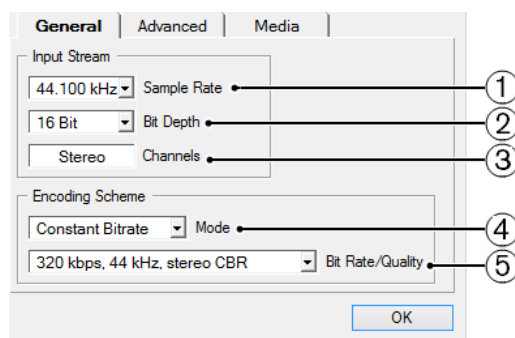 General Advanced Media
Input Stream
44.100 kHz Sample Rate 1
16 Bit Bit Depth 2
Stereo Channels 3
Encoding Scheme
Constant Bitrate Mode 4
320 kbps, 44 kHz, stereo CBR Bit Rate/Quality 5
OK